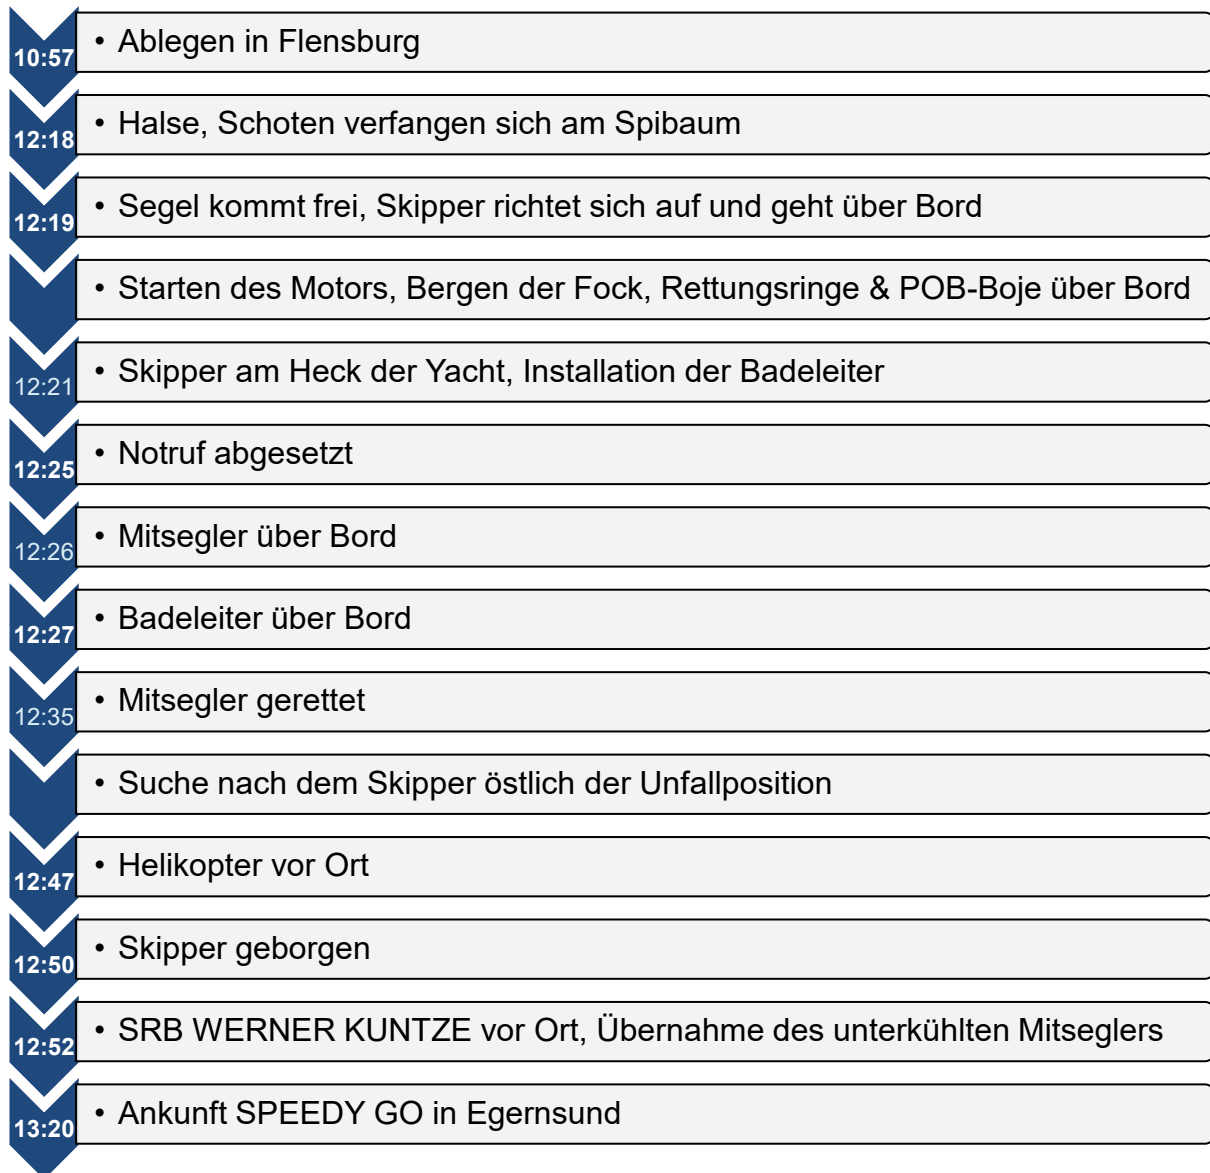 10:57 • Ablegen in Flensburg
12:18 • Halse, Schoten verfangen sich am Spibaum
12:19 • Segel kommt frei, Skipper richtet sich auf und geht über Bord
• Starten des Motors, Bergen der Fock, Rettungsringe & POB-Boje über Bord
12:21 • Skipper am Heck der Yacht, Installation der Badeleiter
12:25 • Notruf abgesetzt
12:26 • Mitsegler über Bord
12:27 • Badeleiter über Bord
12:35 • Mitsegler gerettet
• Suche nach dem Skipper östlich der Unfallposition
12:47 • Helikopter vor Ort
12:50 • Skipper geborgen
12:52 • SRB WERNER KUNTZE vor Ort, Übernahme des unterkühlten Mitseglers
13:20 • Ankunft SPEEDY GO in Egernsund